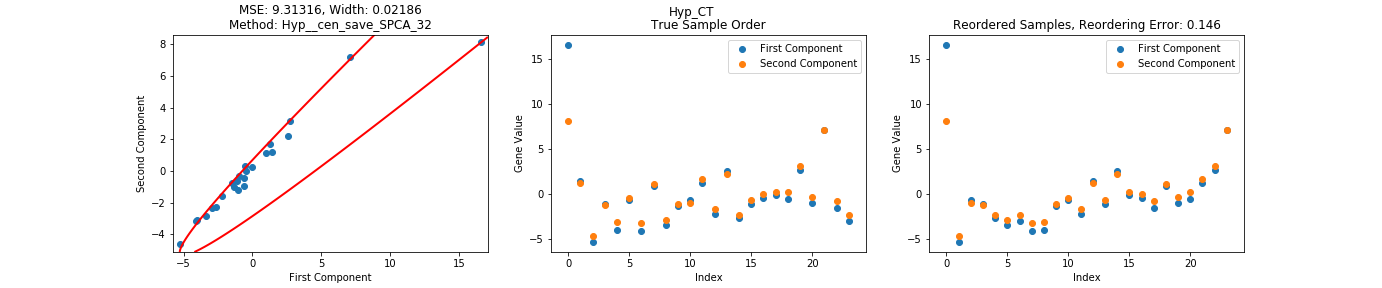 MSE: 9.31316, Width: 0.02186
Method: Hyp__cen_save_SPCA_32
8
6
4
2
0
−2
−4
Second Component
−5
0
5
10
15
First Component
Hyp_CT
True Sample Order
First Component
Second Component
15
10
5
0
−5
Gene Value
0
5
10
15
20
Index
Reordered Samples, Reordering Error: 0.146
First Component
Second Component
15
10
5
0
−5
Gene Value
0
5
10
15
20
Index